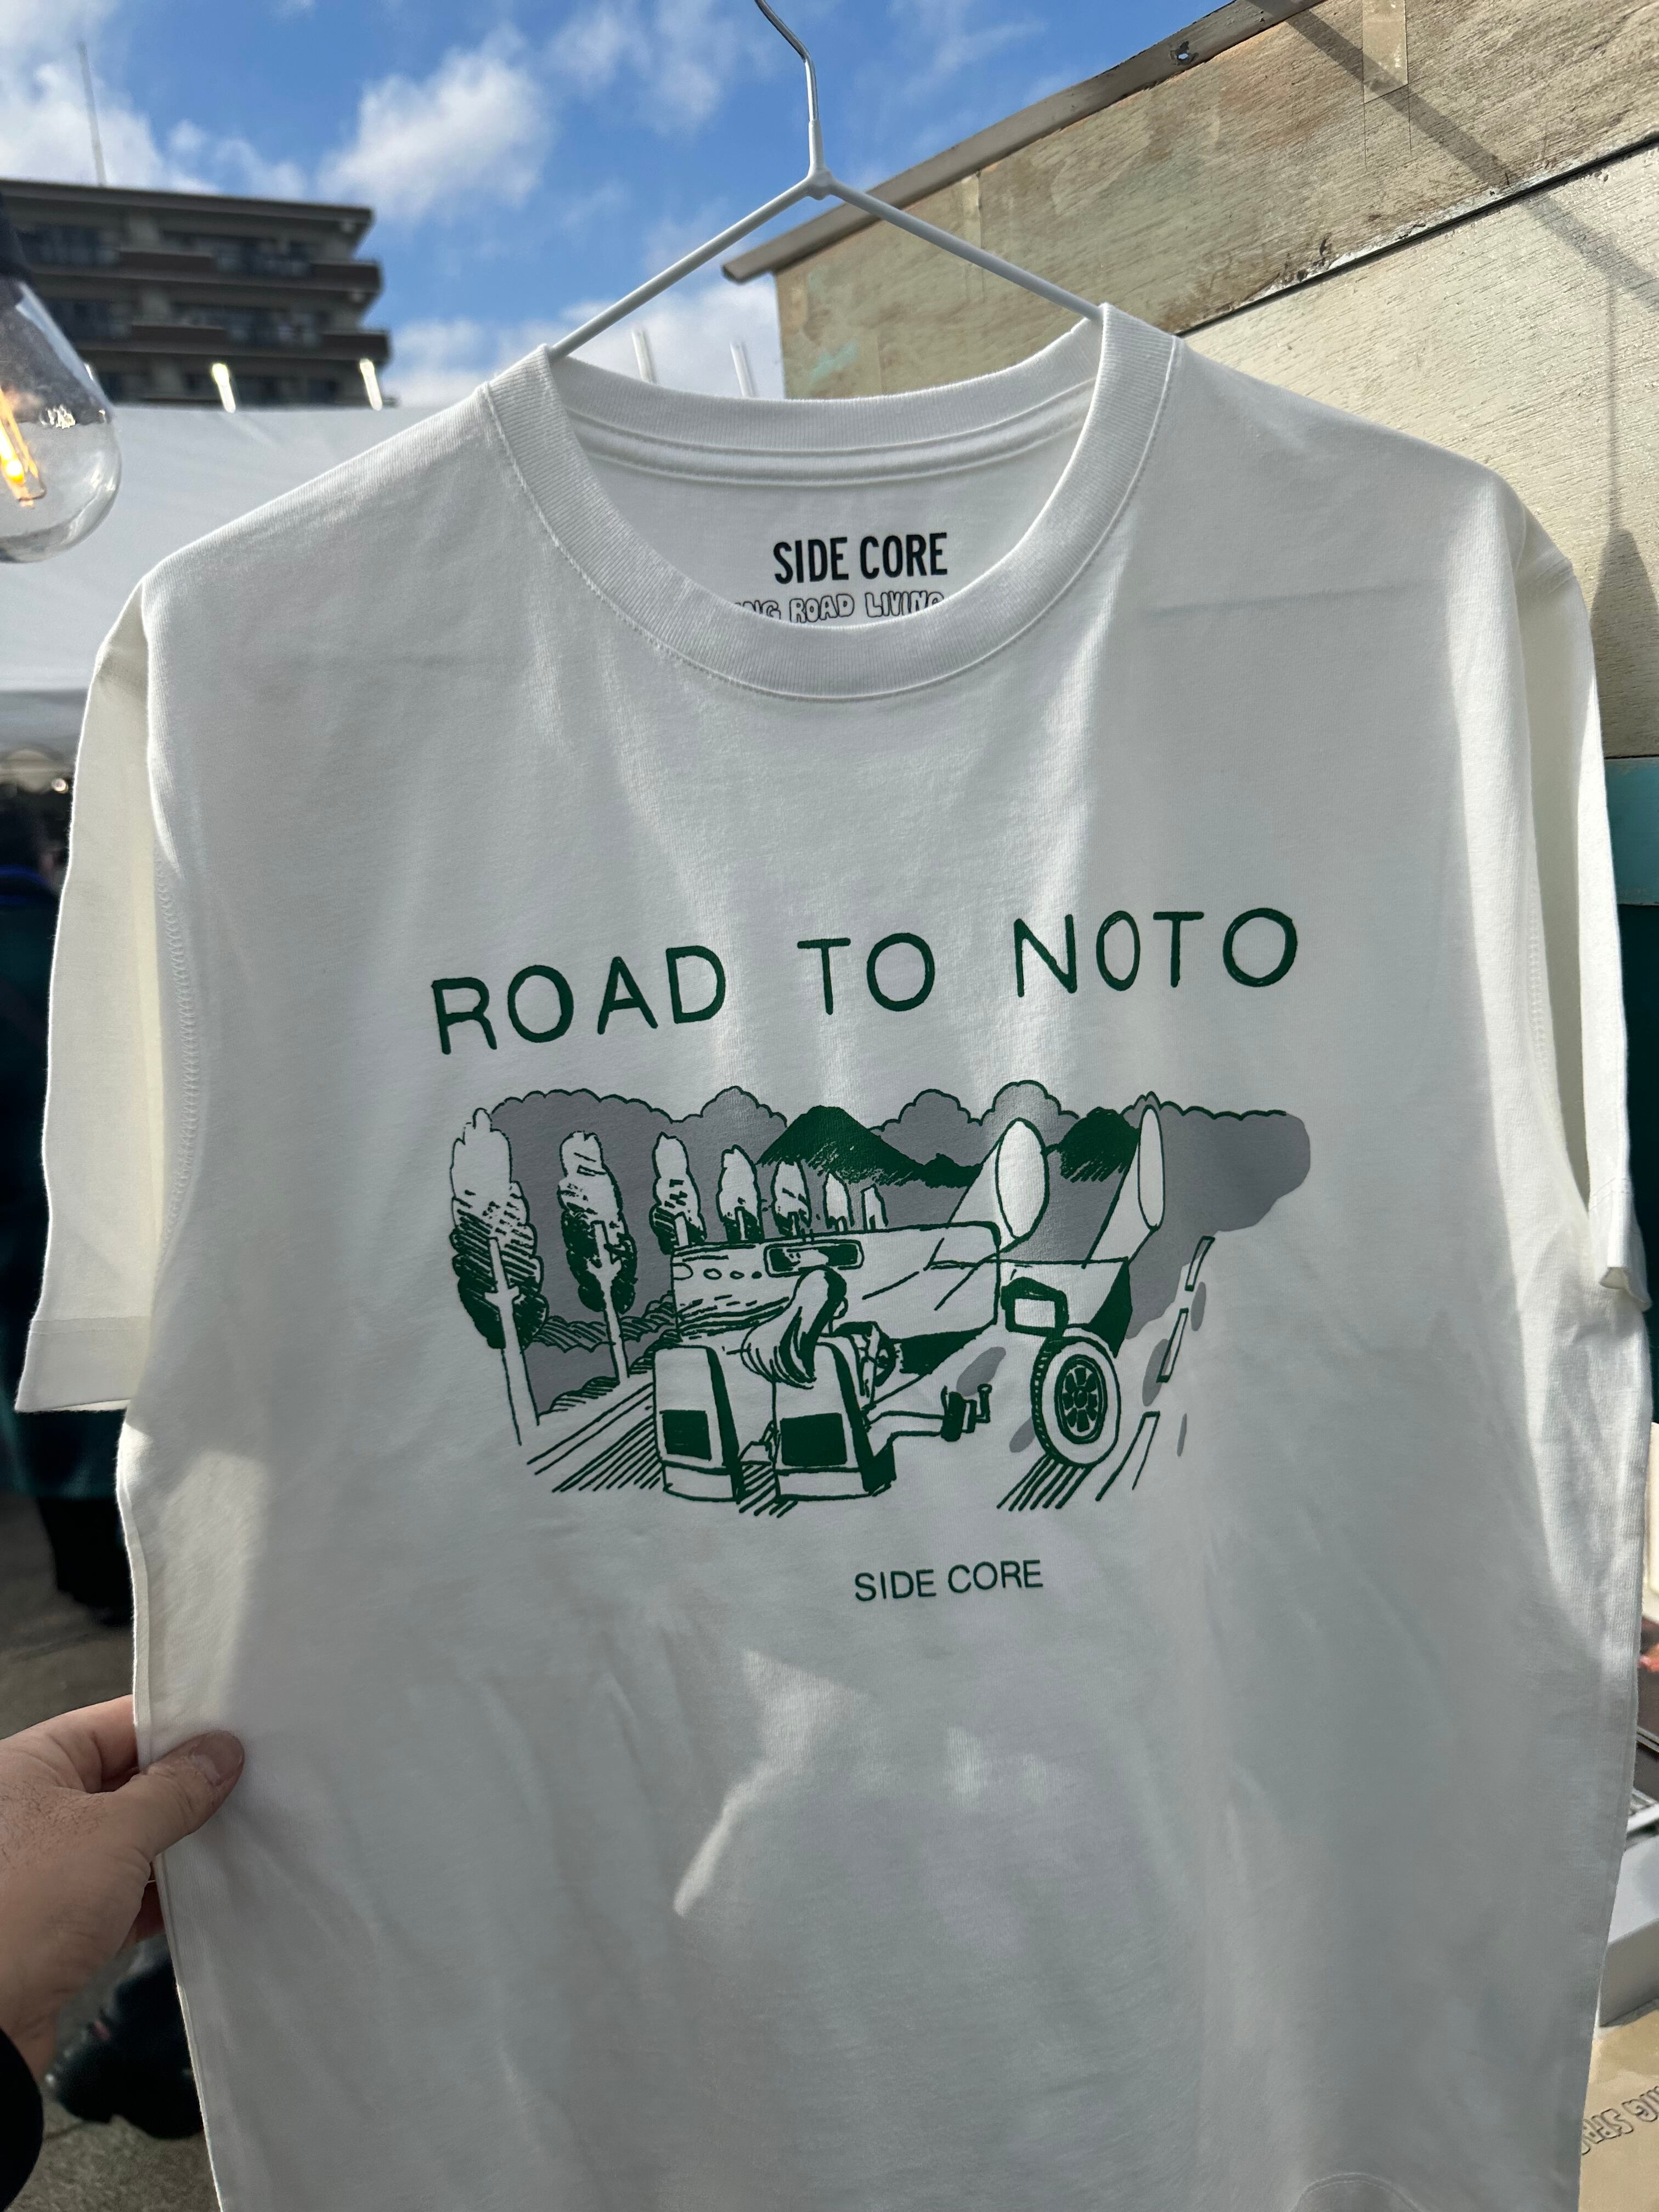 SIDE CORE
ROAD LIVING
ROAD TO NOTO
SIDE CORE